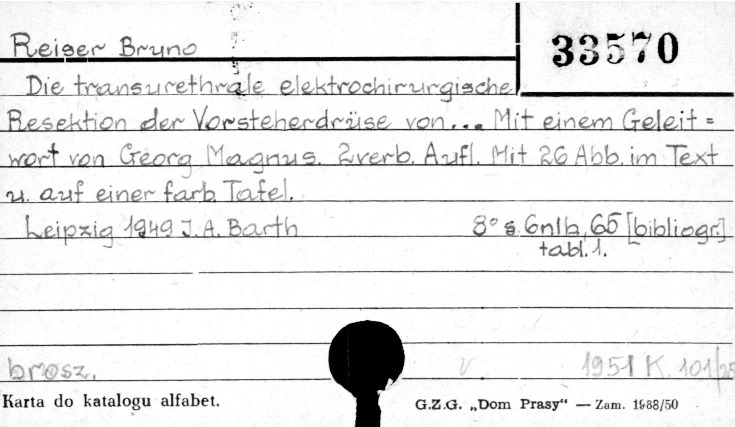 Reiser Bruno
33570
Die transurethrale elektrochirurgische
Resektion der Vorsteherdrüse von... Mit einem Geleit=
wort von Georg Magnus. 2 verb. Aufl. Mit 26 Abb. im Text
u. auf einer farb. Tafel.
Leipzig 1949 J. A. Barth 8° s. 6nlb, 65 [bibliogr.]
tabl. 1.
brosz. 1951 K. 101/25
Karta do katalogu alfabet.
G.Z.G. „Dom Prasy“ — Zam. 1988/50